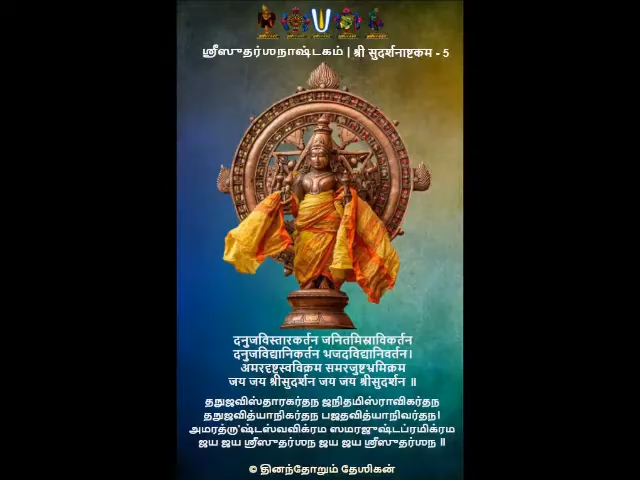 ஸ்ரீஸுதர்ஶநாஷ்டகம் | श्री सुदर्शनाष्टकम - 5
दनुजविस्तारकर्तन जनितमिस्राविकर्तन
दनुजविद्यानिकर्तन भजदविद्यानिवर्तन।
अमरदृष्टस्वविक्रम समरजुष्टभ्रमिक्रम
जय जय श्रीसुदर्शन जय जय श्रीसुदर्शन ॥
தநுஜவிஸ்தாரகர்தந ஜநிதமிஸ்ராவிகர்தந
தநுஜவித்யாநிகர்தந பஜதவித்யாநிவர்தந।
அமரத்ருஷ்டஸ்வவிக்ரம ஸமரஜுஷ்டப்ரமிக்ரம
ஜய ஜய ஸ்ரீஸுதர்ஶந ஜய ஜய ஸ்ரீஸுதர்ஶந ॥
© தினந்தோறும் தேஶிகன்